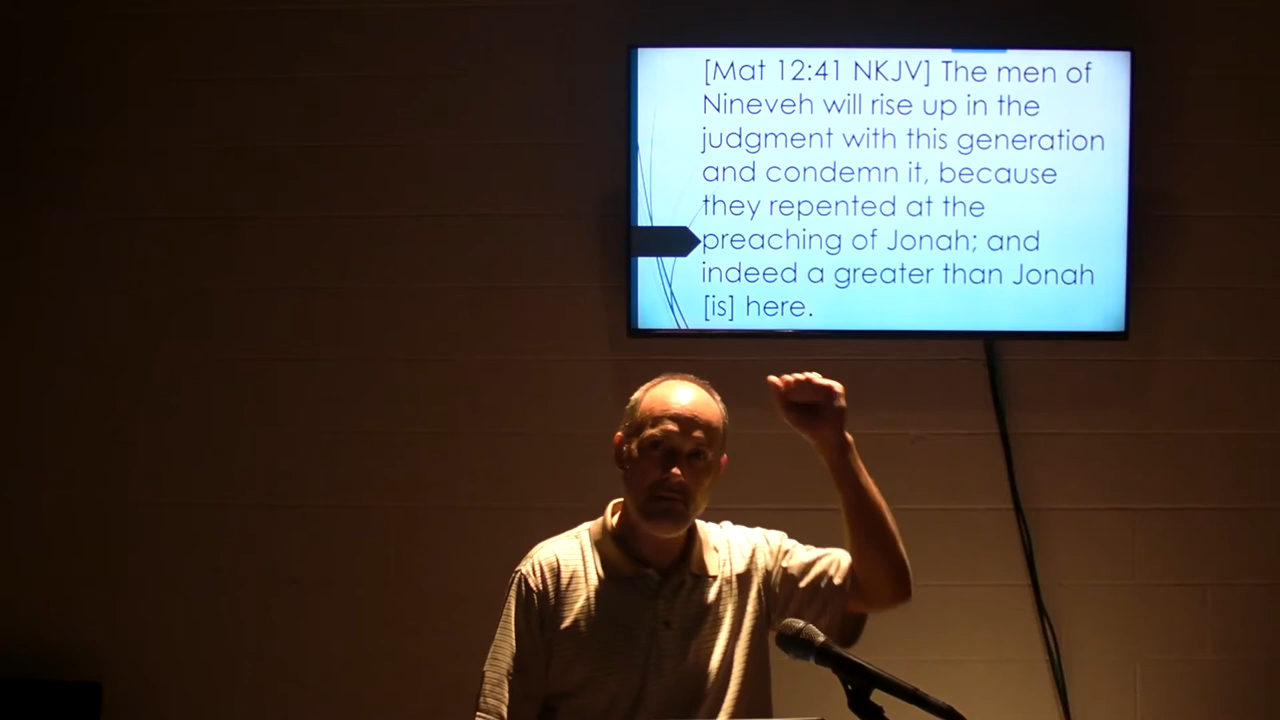 [Mat 12:41 NKJV] The men of
Nineveh will rise up in the
judgment with this generation
and condemn it, because
they repented at the
preaching of Jonah; and
indeed a greater than Jonah
[is] here.